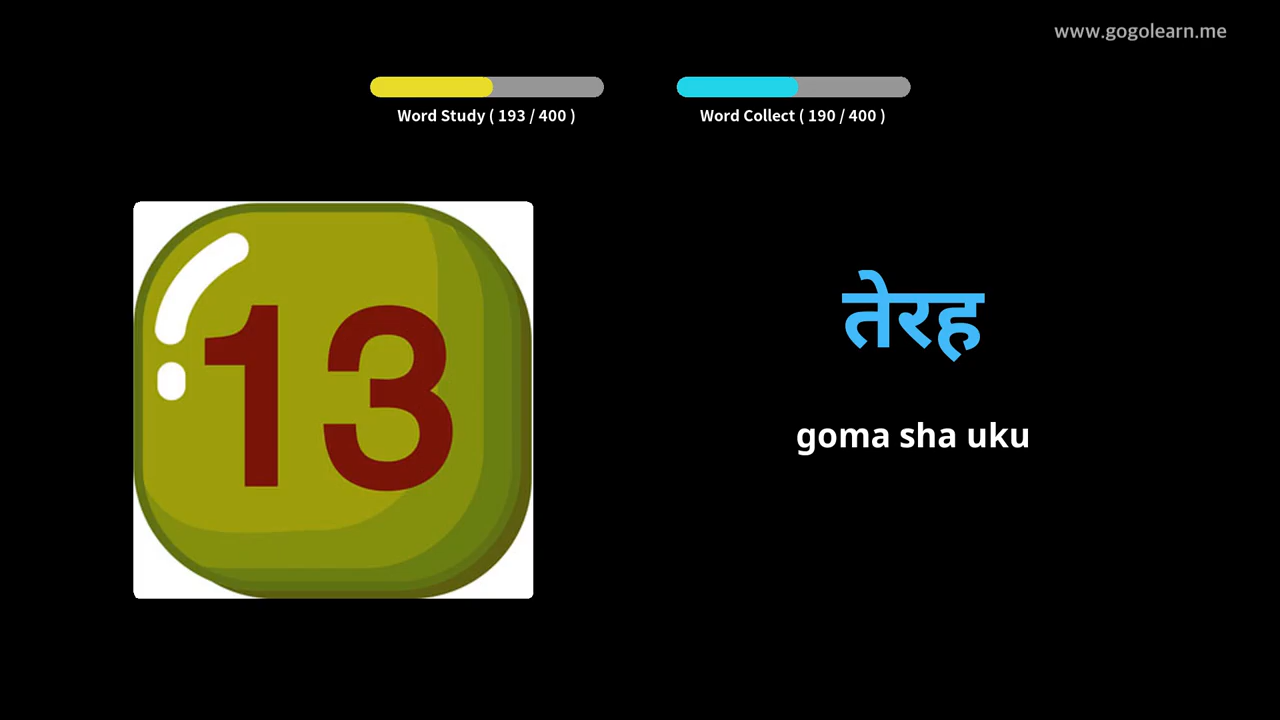 www.gogolearn.me
Word Study ( 193 / 400 )
Word Collect ( 190 / 400 )
13
तेरह
goma sha uku